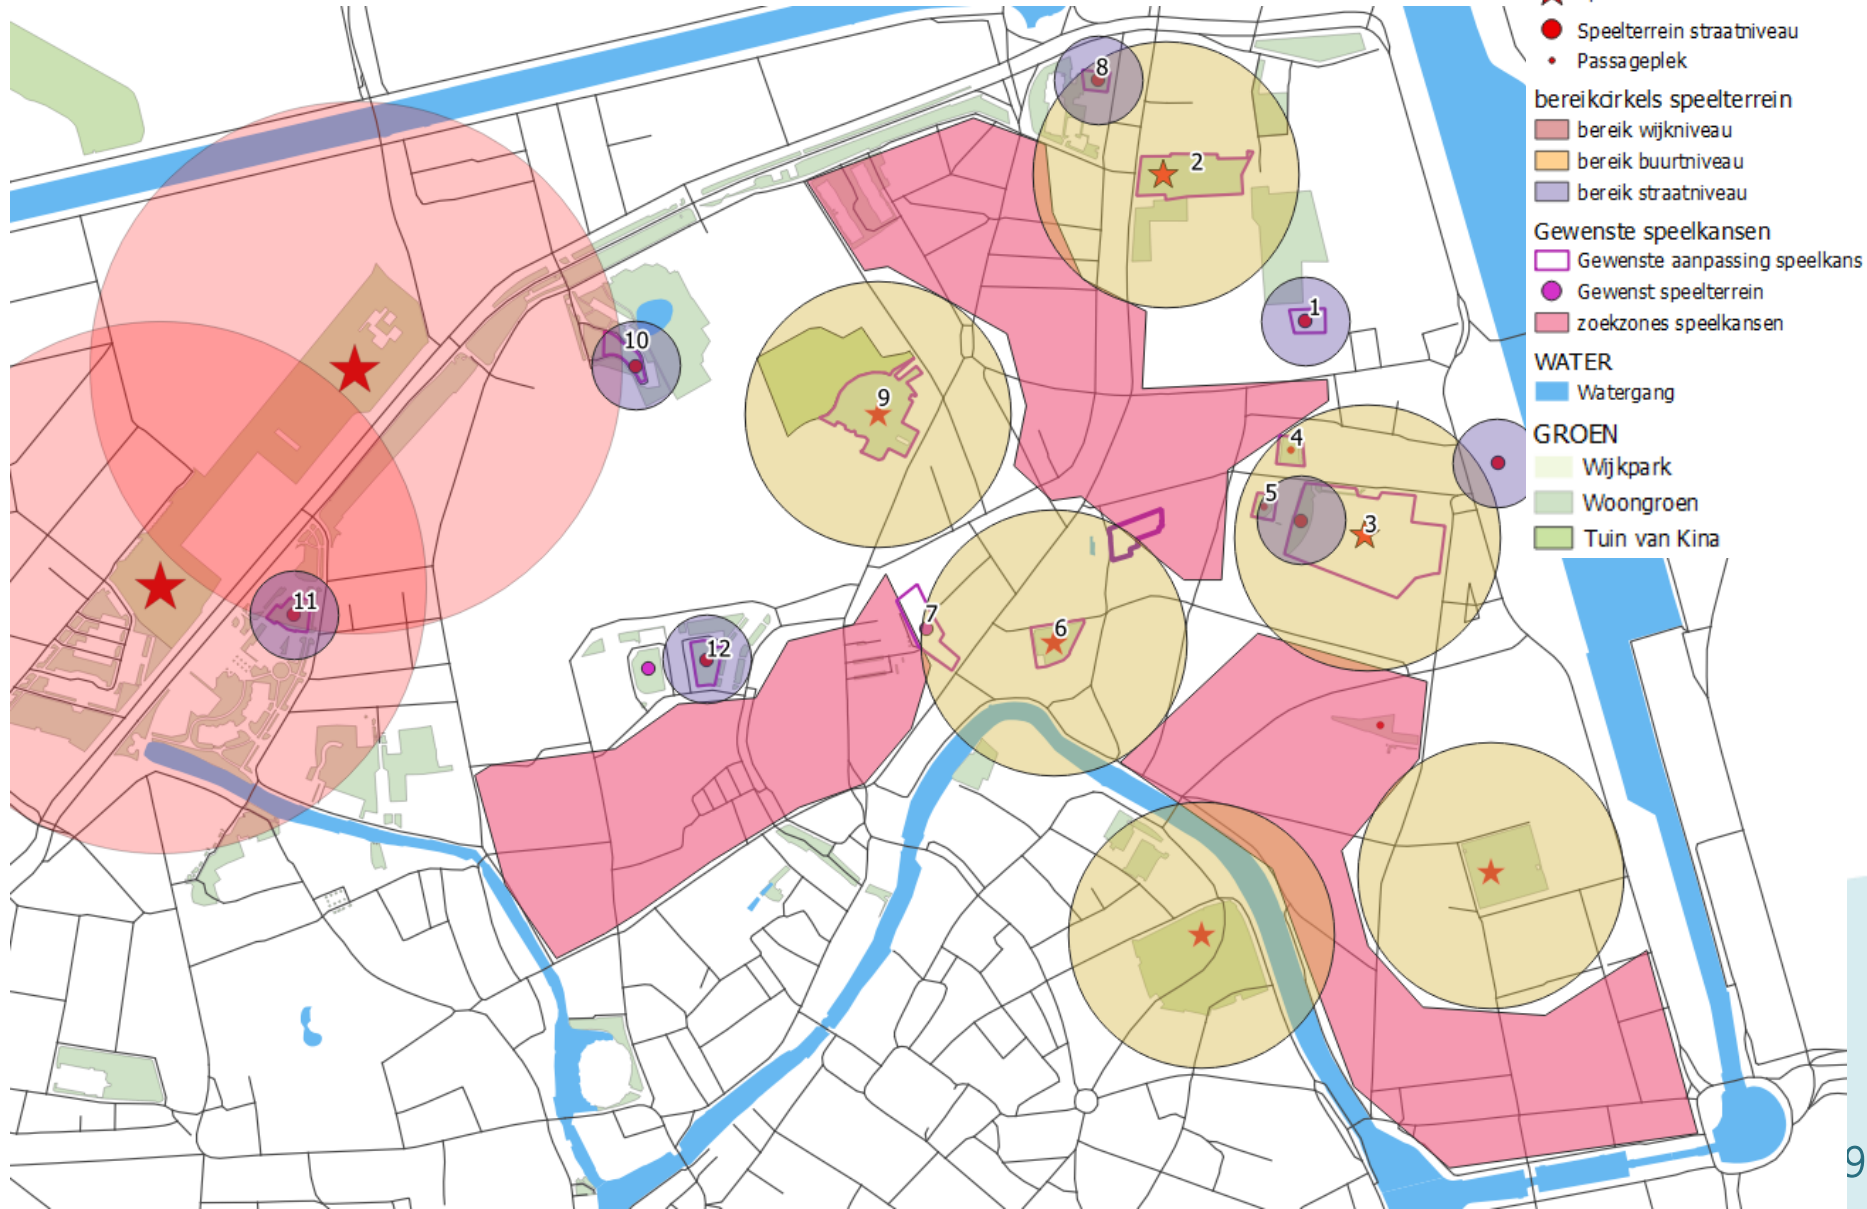 Speelterrein straatniveau
Passageplek
bereikcirkels speelterrein
bereik wijkniveau
bereik buurtniveau
bereik straatniveau
Gewenste speelkansen
Gewenste aanpassing speelkans
Gewenst speelterrein
zoekzones speelkansen
WATER
Watergang
GROEN
Wijkpark
Woongroen
Tuin van Kina
8
2
1
10
9
4
5
3
11
7
6
12
9